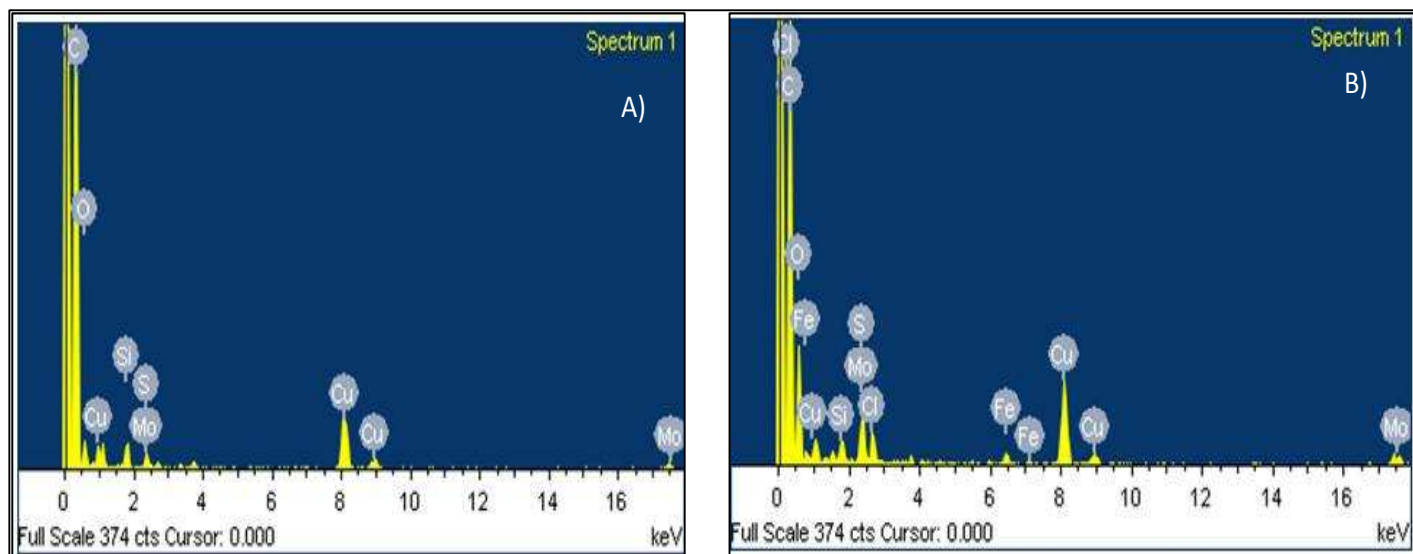 Spectrum 1
A)
C
O
Si
S
Cu
Mo
Cu
Cu
Mo
0 2 4 6 8 10 12 14 16
Full Scale 374 cts Cursor: 0.000 keV
Spectrum 1
B)
Cl
C
O
Fe
S
Mo
Cu
Si
Cl
Fe
Fe
Cu
Cu
Mo
0 2 4 6 8 10 12 14 16
Full Scale 374 cts Cursor: 0.000 keV